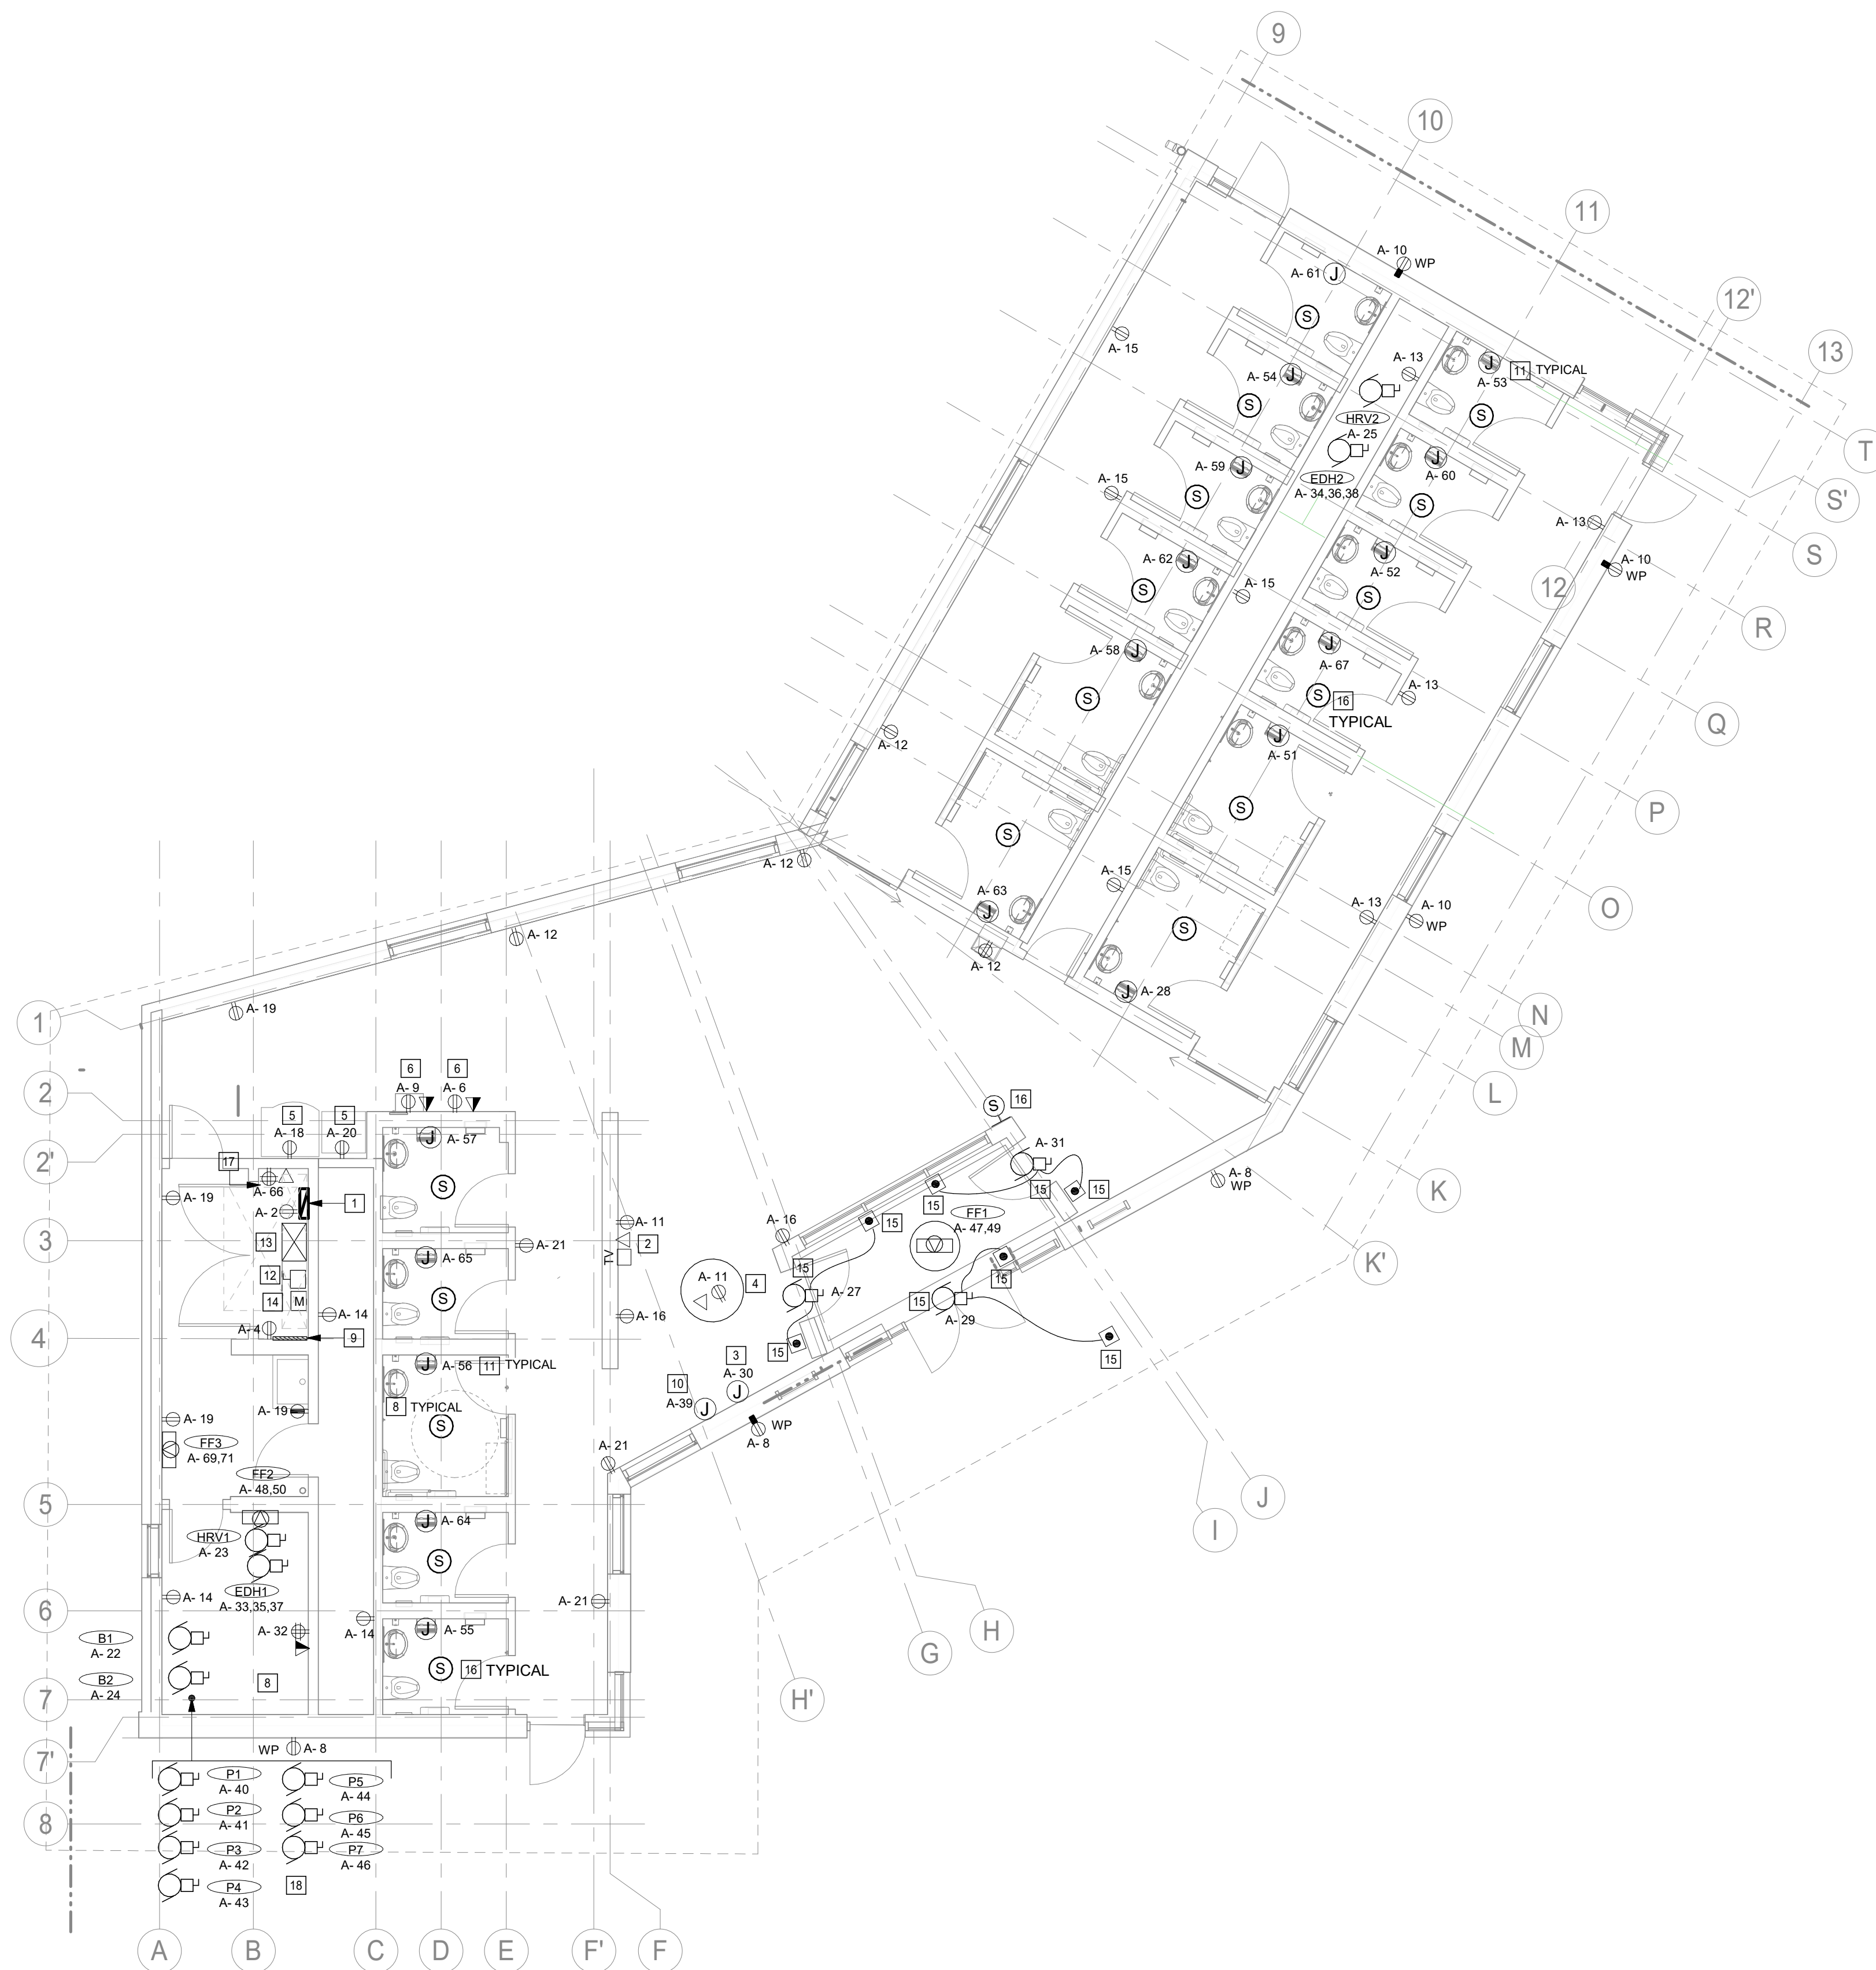 9
10
11
12'
13
A- 10
WP
A- 61
J
S
A- 15
A- 13
J
A- 53
11
TYPICAL
A- 54
J
S
S
HRV2
A- 25
J
A- 60
T
A- 59
J
EDH2
A- 34,36,38
S'
A- 15
S
S
A- 13
S
A- 62
J
J
A- 52
A- 10
WP
12
S
A- 15
S
R
A- 58
J
J
A- 67
S
S
16
A- 13
TYPICAL
Q
A- 12
J
A- 51
S
P
S
A- 12
A- 15
A- 63
J
A- 13
A- 10
WP
O
A- 12
S
A- 12
J
A- 28
A- 19
N
1
M
6
6
A- 9
A- 6
L
2
S
16
5
5
A- 18
A- 20
J
A- 57
2'
17
A- 31
A- 66
A- 8
WP
K
A- 19
S
15
15
15
A- 2
1
FF1
A- 47,49
A- 11
A- 16
15
3
13
A- 21
2
TV
J
A- 65
K'
12
15
15
A- 11
4
14
M
S
A- 27
15
A- 14
A- 16
A- 29
4
A- 4
9
15
15
J
A- 56
11
TYPICAL
3
A- 30
J
10
A-39
J
8
TYPICAL
A- 19
A- 19
S
WP
A- 8
FF3
A- 69,71
A- 21
FF2
A- 48,50
J
5
I
J
A- 64
HRV1
A- 23
S
EDH1
A- 33,35,37
A- 14
A- 21
6
A- 32
A- 14
J
A- 55
H
B1
A- 22
G
B2
A- 24
8
S
16
TYPICAL
7
H'
WP
A- 8
7'
P1
A- 40
P5
A- 44
P2
A- 41
P6
A- 45
8
P3
A- 42
P7
A- 46
P4
A- 43
18
A
B
C
D
E
F'
F